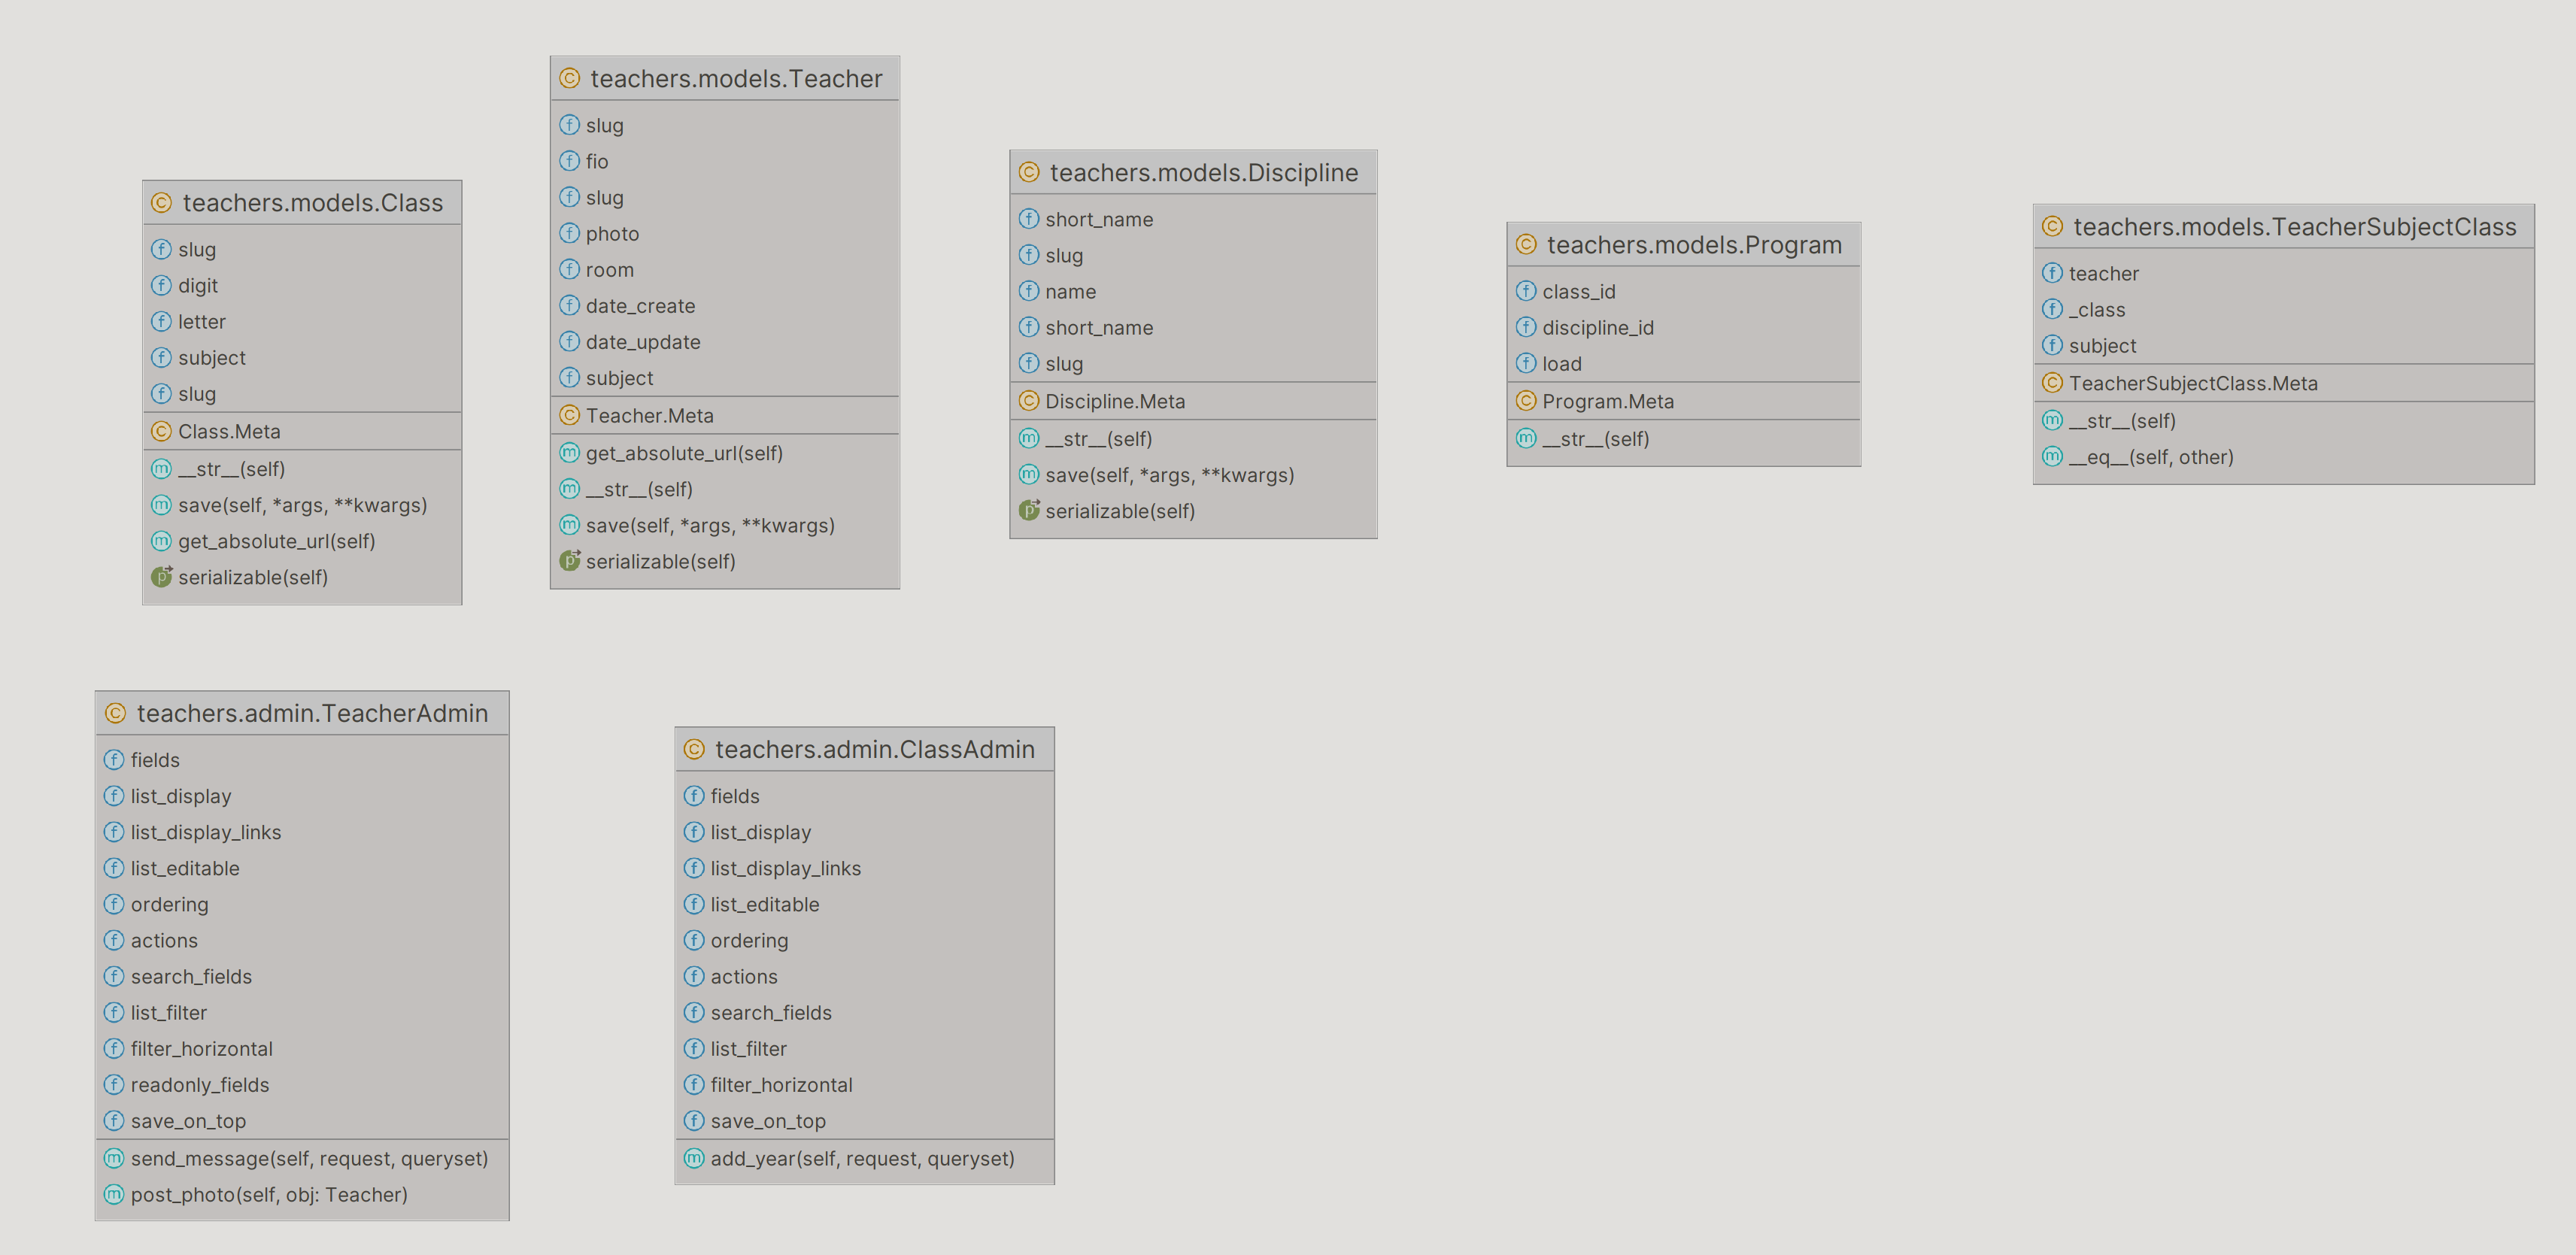 teachers.models.Class
slug
digit
letter
subject
slug
Class.Meta
__str__(self)
save(self, *args, **kwargs)
get_absolute_url(self)
serializable(self)
teachers.models.Teacher
slug
fio
slug
photo
room
date_create
date_update
subject
Teacher.Meta
get_absolute_url(self)
__str__(self)
save(self, *args, **kwargs)
serializable(self)
teachers.models.Discipline
short_name
slug
name
short_name
slug
Discipline.Meta
__str__(self)
save(self, *args, **kwargs)
serializable(self)
teachers.models.Program
class_id
discipline_id
load
Program.Meta
__str__(self)
teachers.models.TeacherSubjectClass
teacher
_class
subject
TeacherSubjectClass.Meta
__str__(self)
__eq__(self, other)
teachers.admin.TeacherAdmin
fields
list_display
list_display_links
list_editable
ordering
actions
search_fields
list_filter
filter_horizontal
readonly_fields
save_on_top
send_message(self, request, queryset)
post_photo(self, obj: Teacher)
teachers.admin.ClassAdmin
fields
list_display
list_display_links
list_editable
ordering
actions
search_fields
list_filter
filter_horizontal
save_on_top
add_year(self, request, queryset)